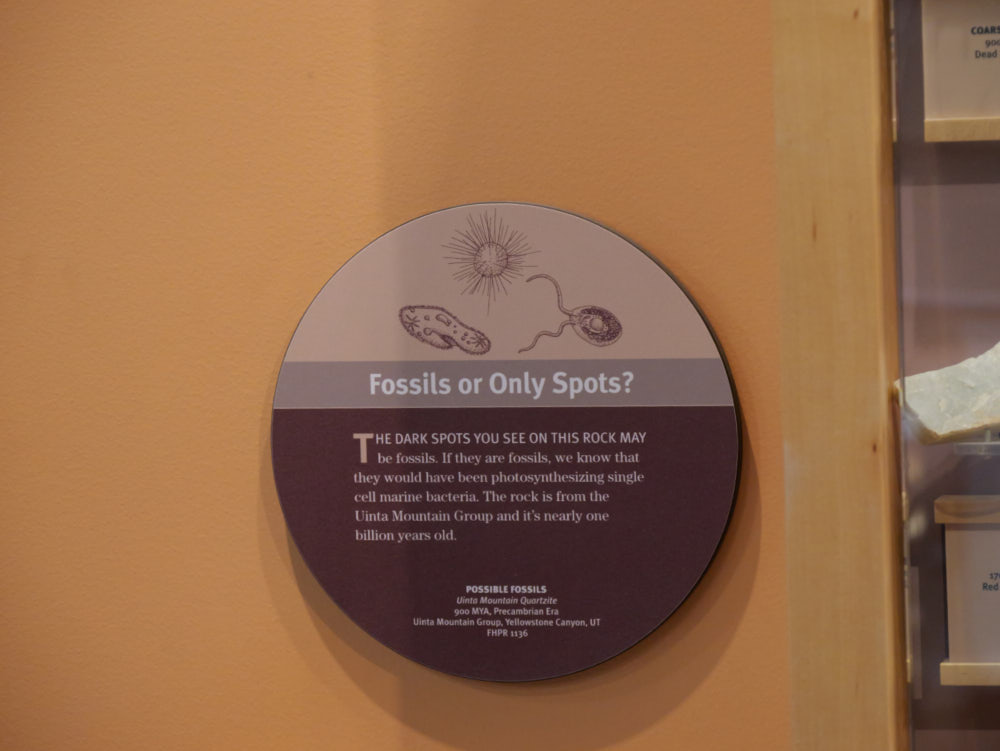 Fossils or Only Spots?
THE DARK SPOTS YOU SEE ON THIS ROCK MAY
be fossils. If they are fossils, we know that
they would have been photosynthesizing single
cell marine bacteria. The rock is from the
Uinta Mountain Group and it's nearly one
billion years old.
POSSIBLE FOSSILS
Uinta Mountain Quartzite
900 MYA, Precambrian Era
Uinta Mountain Group, Yellowstone Canyon, UT
FHPR 1136
Dead
Red